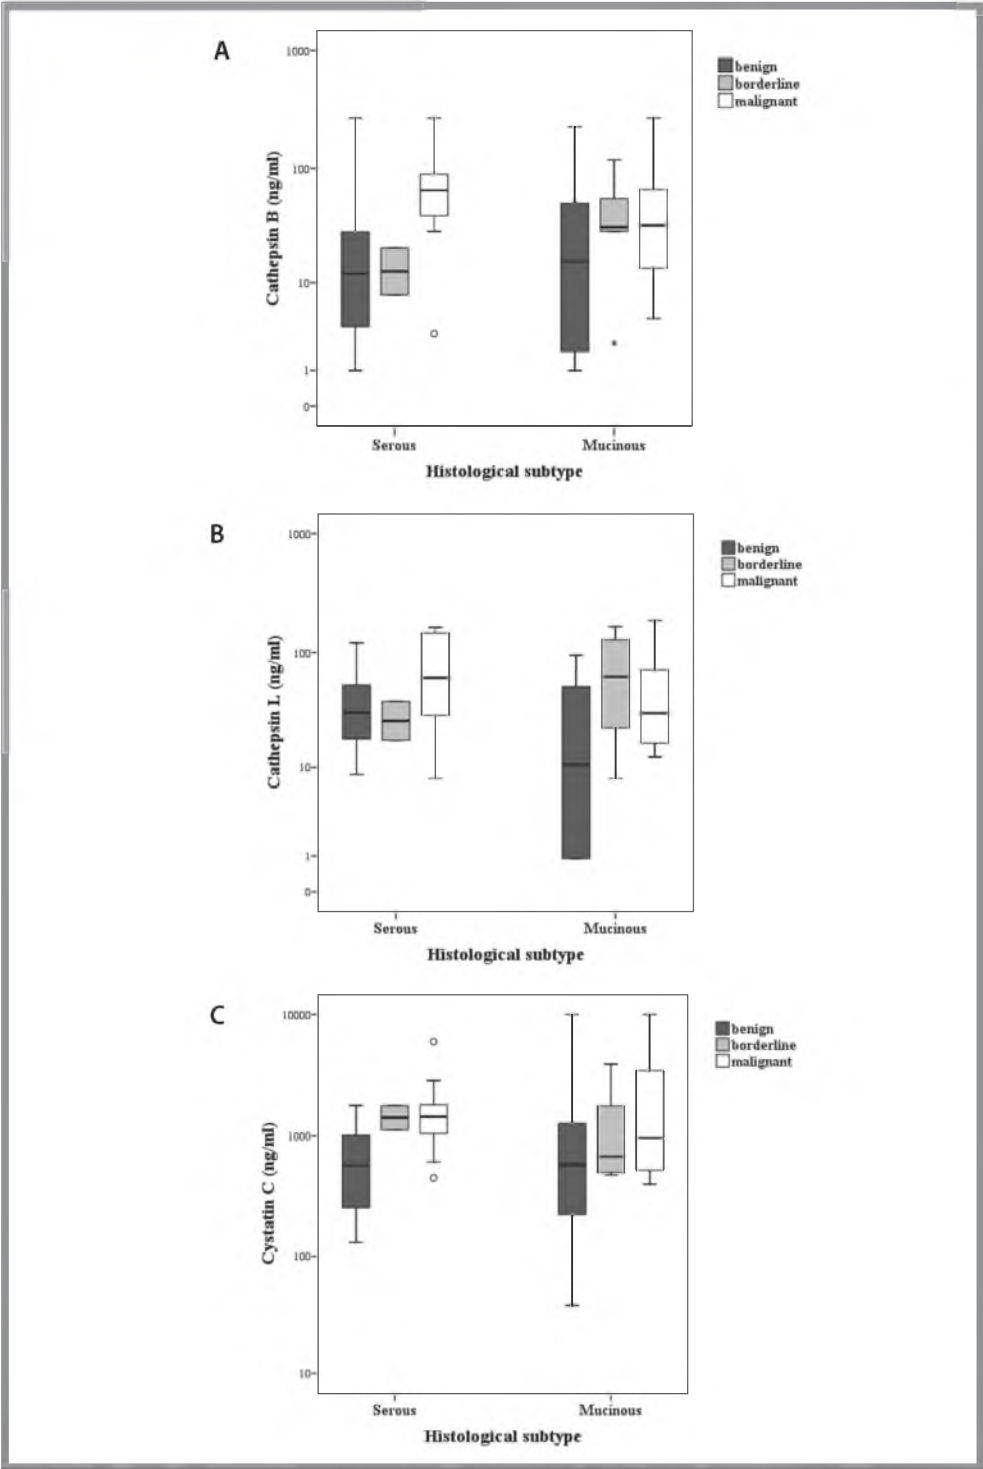 A
1000
benign
borderline
malignant
100
Cathepsin B (ng/ml)
10
1
0
Serous
Mucinous
Histological subtype
B
1000
benign
borderline
malignant
100
Cathepsin L (ng/ml)
10
1
0
Serous
Mucinous
Histological subtype
C
10000
benign
borderline
malignant
1000
Cystatin C (ng/ml)
100
10
Serous
Mucinous
Histological subtype